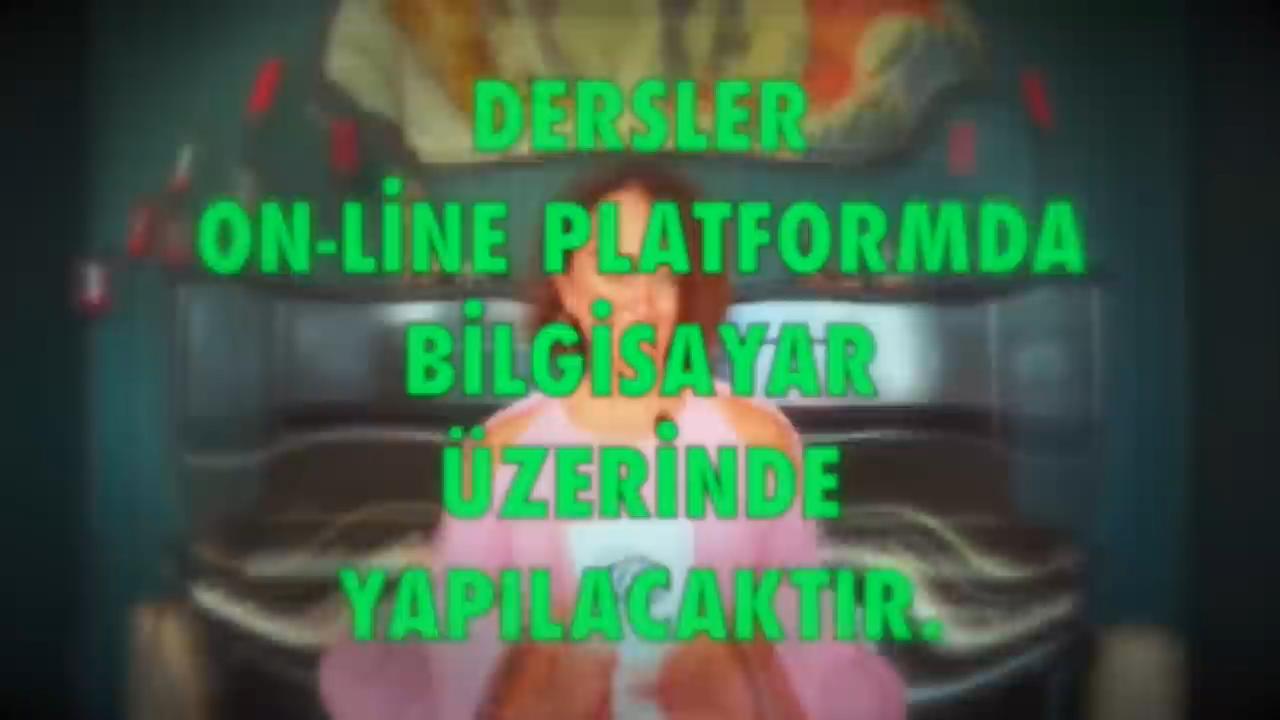 DERSLER
ON-LİNE PLATFORMDA
BİLGİSAYAR
ÜZERİNDE
YAPILACAKTIR.